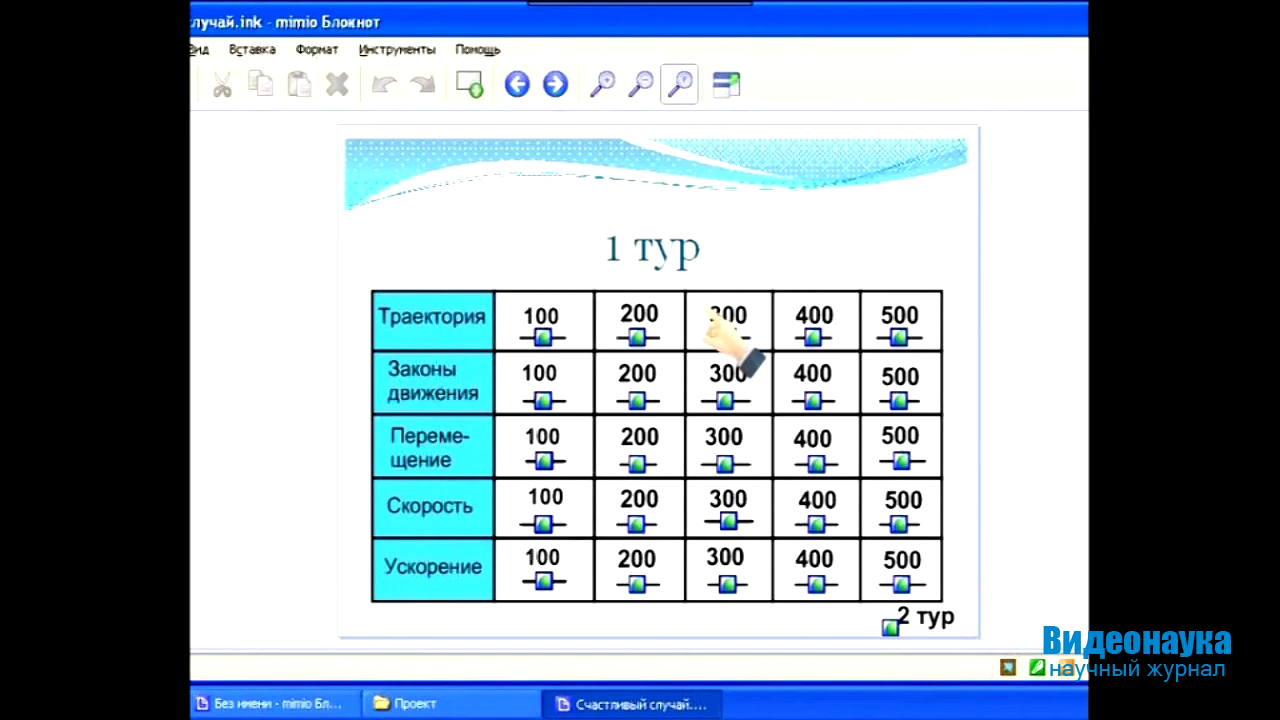 лучай.ink - mimio Блокнот
Вид Вставка Формат Инструменты Помощь
1 тур
Траектория 100 200 300 400 500
Законы
движения 100 200 300 400 500
Переме-
щение 100 200 300 400 500
Скорость 100 200 300 400 500
Ускорение 100 200 300 400 500
2 тур
Видеонаука
научный журнал
Без имени - mimio Бл... Проект Счастливый случай....